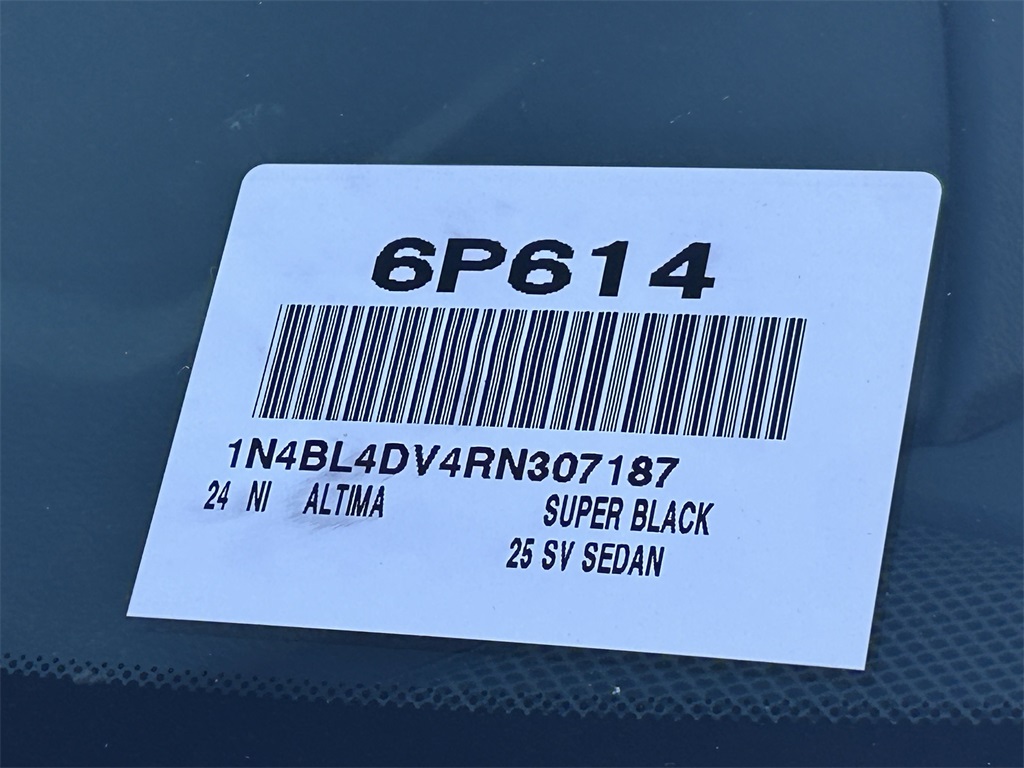 6P614
1N4BL4DV4RN307187
24 NI ALTIMA SUPER BLACK
25 SV SEDAN